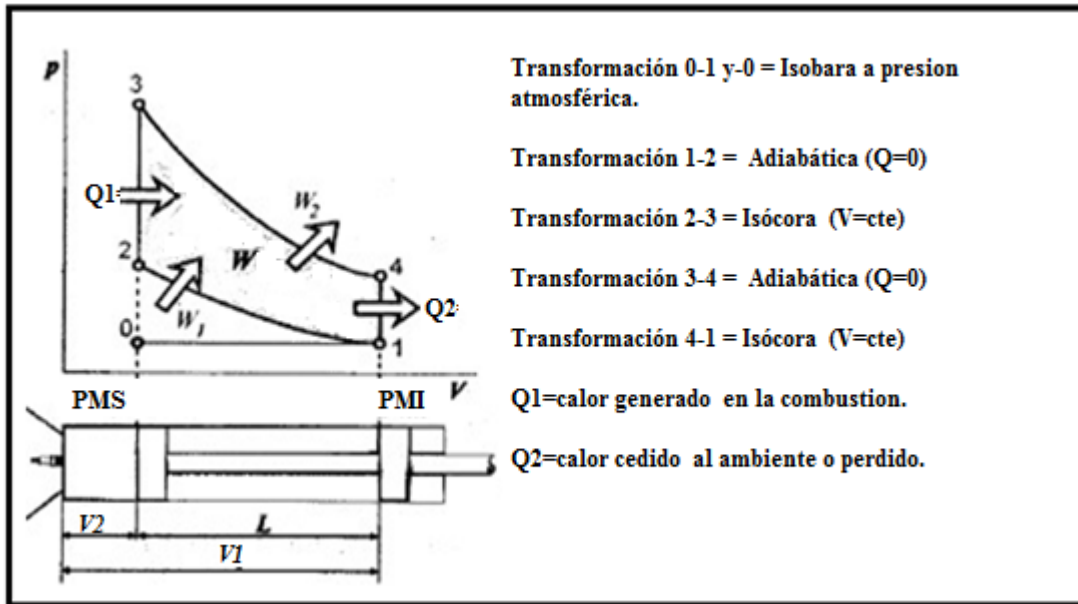 p
3
Q1=
W2
2
W
4
W1
Q2=
0
1
PMS
PMI
V
V2
L
V1
Transformación 0-1 y-0 = Isobara a presion
atmosférica.
Transformación 1-2 = Adiabática (Q=0)
Transformación 2-3 = Isócora (V=cte)
Transformación 3-4 = Adiabática (Q=0)
Transformación 4-1 = Isócora (V=cte)
Q1=calor generado en la combustion.
Q2=calor cedido al ambiente o perdido.